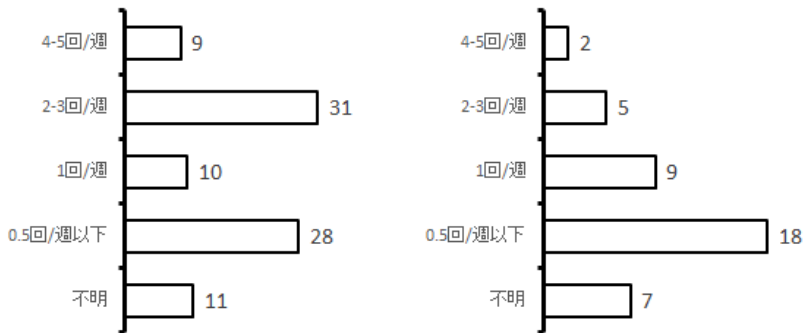 4-5回/週 9
2-3回/週 31
1回/週 10
0.5回/週以下 28
不明 11
4-5回/週 2
2-3回/週 5
1回/週 9
0.5回/週以下 18
不明 7